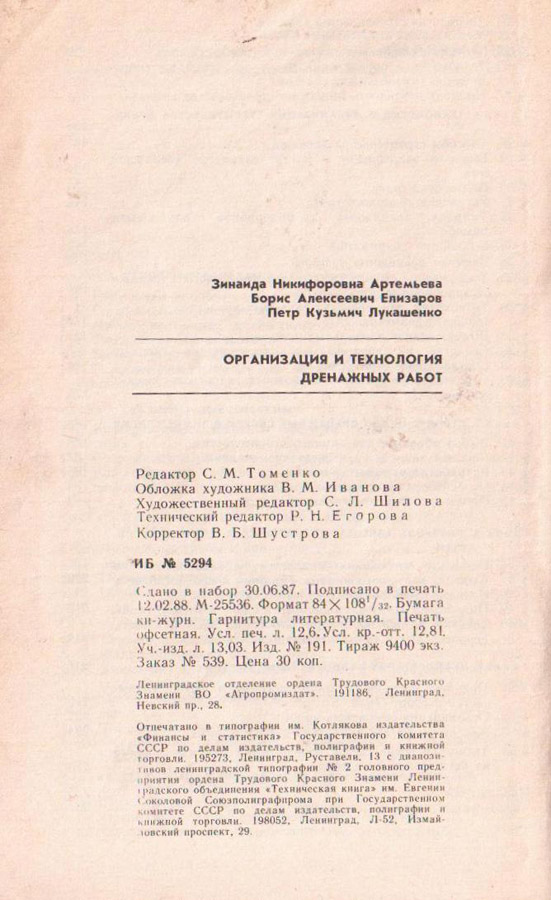 Зинаида Никифоровна Артемьева
Борис Алексеевич Елизаров
Петр Кузьмич Лукашенко
ОРГАНИЗАЦИЯ И ТЕХНОЛОГИЯ
ДРЕНАЖНЫХ РАБОТ
Редактор С. М. Томенко
Обложка художника В. М. Иванова
Художественный редактор С. Л. Шилова
Технический редактор Р. Н. Егорова
Корректор В. Б. Шустрова
ИБ № 5294
Сдано в набор 30.06.87. Подписано в печать
12.02.88. М-25536. Формат 84×108¹/₃₂. Бумага
кн-журн. Гарнитура литературная. Печать
офсетная. Усл. печ. л. 12,6. Усл. кр.-отт. 12,81.
Уч.-изд. л. 13,03. Изд. № 191. Тираж 9400 экз.
Заказ № 539. Цена 30 коп.
Ленинградское отделение ордена Трудового Красного
Знамени ВО «Агропромиздат». 191186, Ленинград,
Невский пр., 28.
Отпечатано в типографии им. Котлякова издательства
«Финансы и статистика» Государственного комитета
СССР по делам издательств, полиграфии и книжной
торговли. 195273, Ленинград, Руставели, 13 с диапози-
тивов ленинградской типографии № 2 головного пред-
приятия ордена Трудового Красного Знамени Ленин-
градского объединения «Техническая книга» им. Евгении
Соколовой Союзполиграфпрома при Государственном
комитете СССР по делам издательств, полиграфии и
книжной торговли. 198052, Ленинград, Л-52, Измай-
ловский проспект, 29.